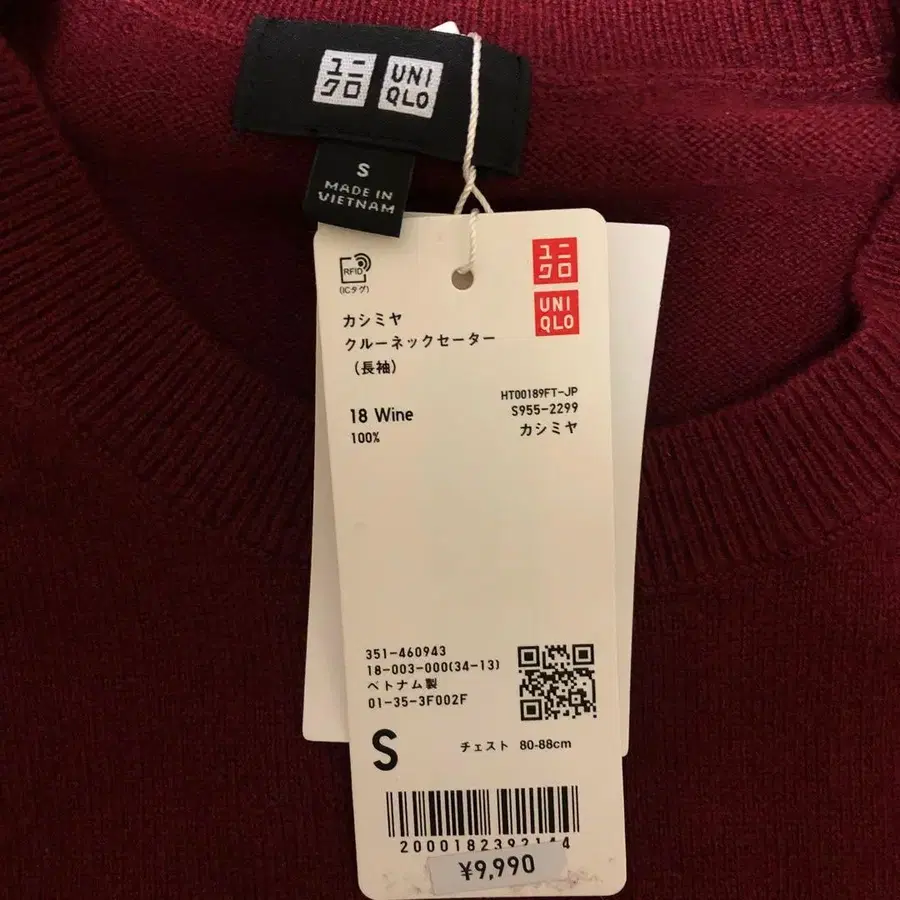 ユニ
クロ
UNI
QLO
S
MADE IN
VIETNAM
RFID
(ICタグ)
ユニ
クロ
UNI
QLO
カシミヤ
クルーネックセーター
(長袖)
HT00189FT-JP
18 Wine
S955-2299
100%
カシミヤ
351-460943
18-003-000(34-13)
ベトナム製
01-35-3F002F
S
チェスト 80-88cm
2000182392144
¥9,990